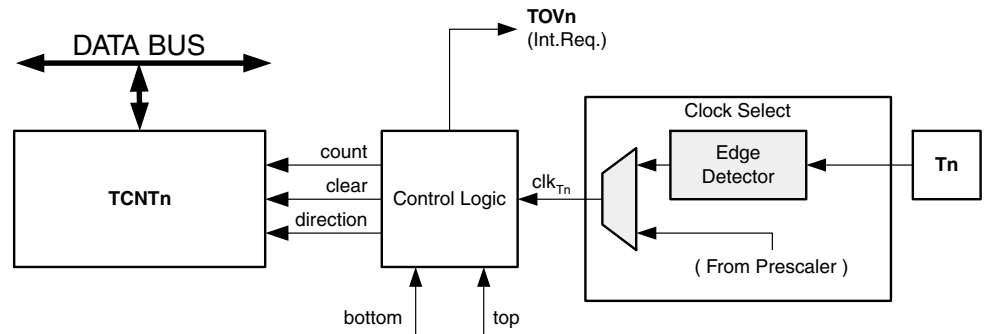 TOVn
(Int.Req.)
DATA BUS
Clock Select
count
Edge
Detector
Tn
TCNTn
clear
Control Logic
clkTn
direction
( From Prescaler )
bottom
top